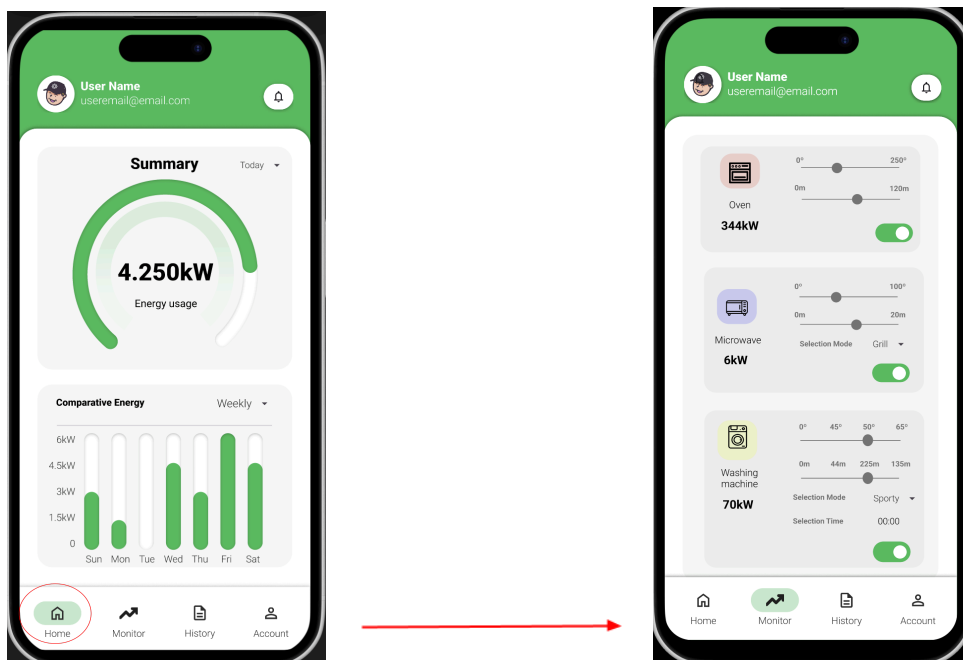 User Name
useremail@email.com
Summary
Today
4.250kW
Energy usage
Comparative Energy
Weekly
6kW
4.5kW
3kW
1.5kW
0
Sun Mon Tue Wed Thu Fri Sat
Home Monitor History Account
User Name
useremail@email.com
0° 250°
0m 120m
Oven
344kW
0° 100°
0m 20m
Microwave
Selection Mode Grill
6kW
0° 45° 50° 65°
0m 44m 225m 135m
Washing
machine
Selection Mode Sporty
70kW
Selection Time 00:00
Home Monitor History Account